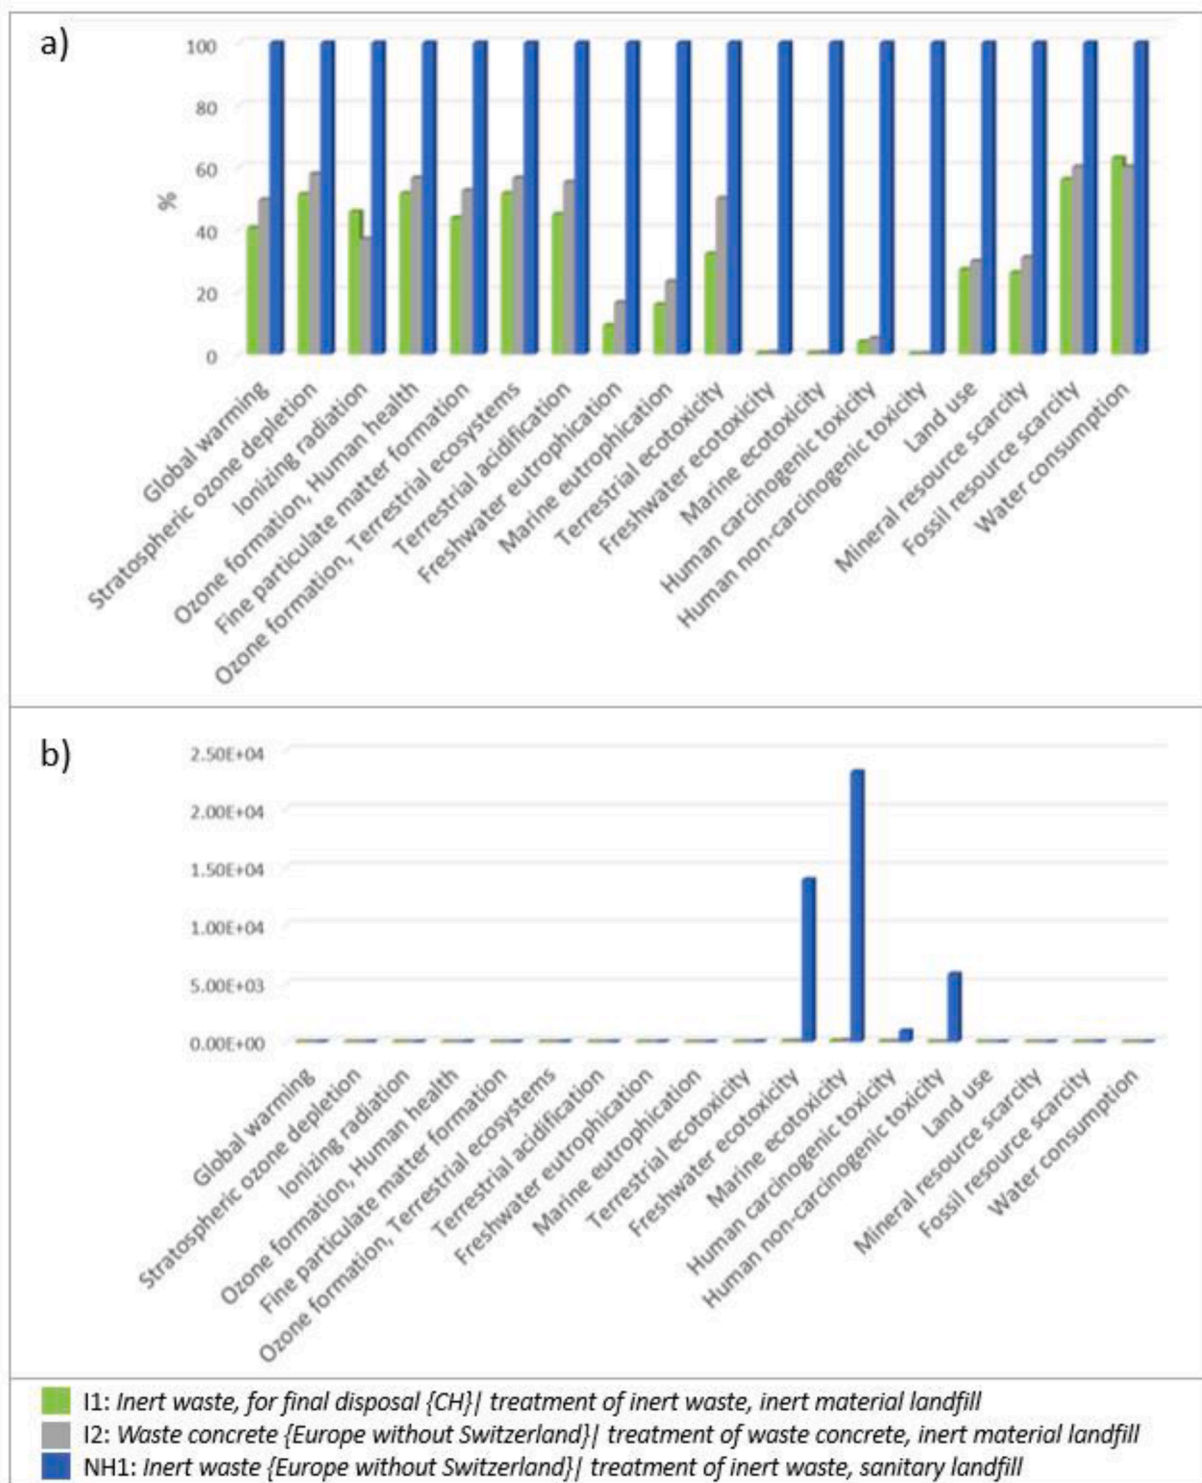 a)
100
80
60
40
20
0
%
Global warming
Stratospheric ozone depletion
Ionizing radiation
Ozone formation, Human health
Fine particulate matter formation
Ozone formation, Terrestrial ecosystems
Terrestrial acidification
Freshwater eutrophication
Marine eutrophication
Terrestrial ecotoxicity
Freshwater ecotoxicity
Marine ecotoxicity
Human carcinogenic toxicity
Human non-carcinogenic toxicity
Land use
Mineral resource scarcity
Fossil resource scarcity
Water consumption
b)
2.50E+04
2.00E+04
1.50E+04
1.00E+04
5.00E+03
0.00E+00
Global warming
Stratospheric ozone depletion
Ionizing radiation
Ozone formation, Human health
Fine particulate matter formation
Ozone formation, Terrestrial ecosystems
Terrestrial acidification
Freshwater eutrophication
Marine eutrophication
Terrestrial ecotoxicity
Freshwater ecotoxicity
Marine ecotoxicity
Human carcinogenic toxicity
Human non-carcinogenic toxicity
Land use
Mineral resource scarcity
Fossil resource scarcity
Water consumption
I1: Inert waste, for final disposal {CH}| treatment of inert waste, inert material landfill
I2: Waste concrete {Europe without Switzerland}| treatment of waste concrete, inert material landfill
NH1: Inert waste {Europe without Switzerland}| treatment of inert waste, sanitary landfill